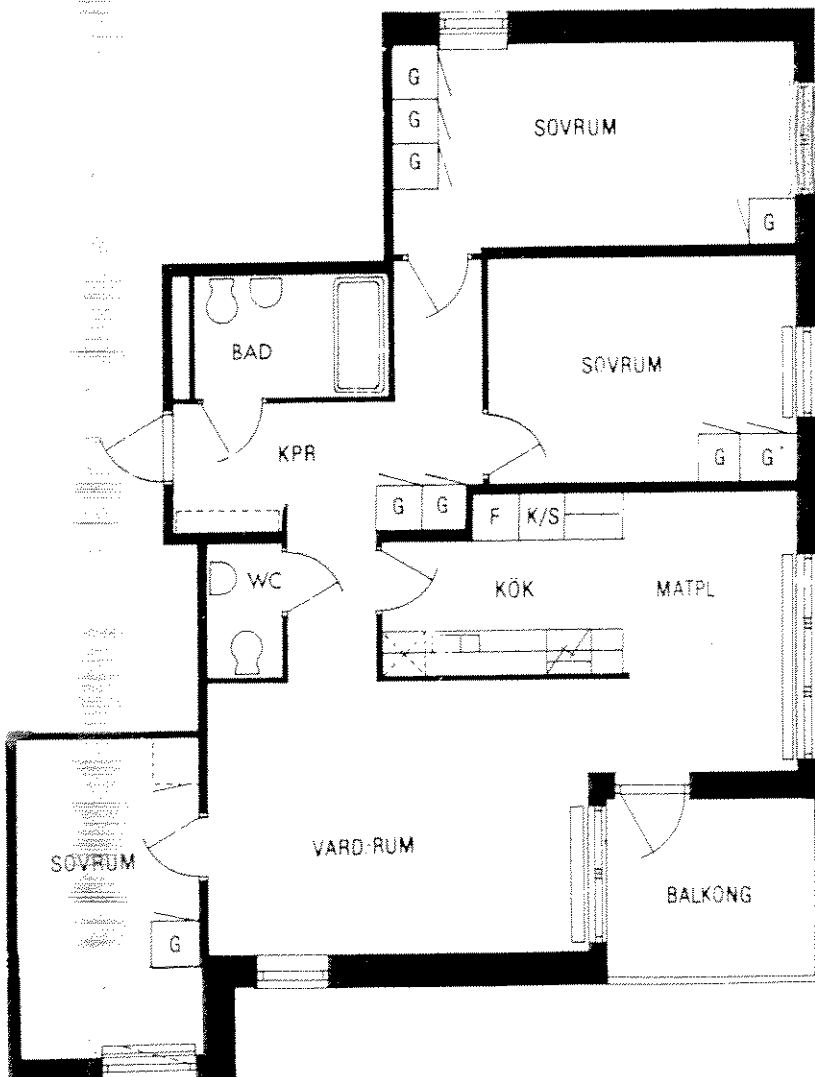 G
G
SOVRUM
G
G
BAD
SOVRUM
KPR
G
G
G
G
F
K/S
WC
KÖK
MATPL
VARD-RUM
SOVRUM
BALKONG
G